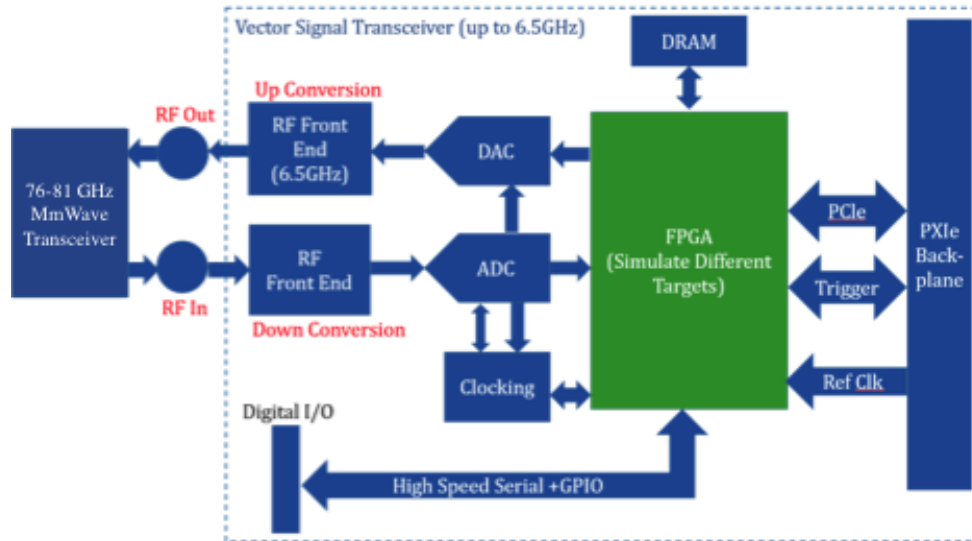 Vector Signal Transceiver (up to 6.5GHz)
DRAM
Up Conversion
RF Out
RF Front
End
(6.5GHz)
DAC
76-81 GHz
MmWave
Transceiver
FPGA
(Simulate Different
Targets)
PCIe
PXIe
Back-
plane
RF
Front End
ADC
Trigger
RF In
Down Conversion
Clocking
Ref Clk
Digital I/O
High Speed Serial +GPIO